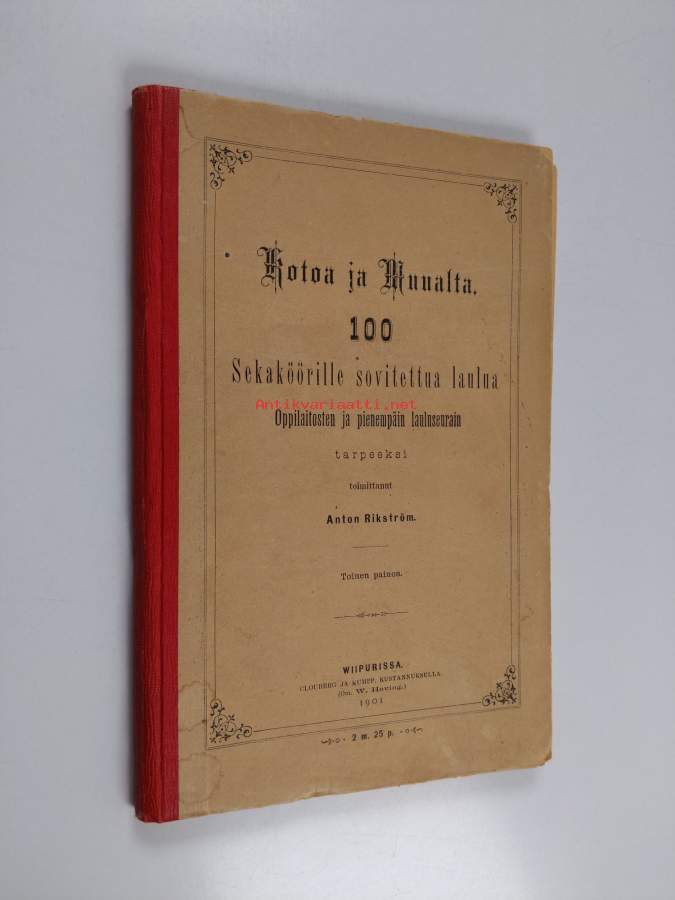 Kotoa ja Muualta.
100
Sekaköörille sovitettua laulua
Antikvariaatti.net
Oppilaitosten ja pienempäin lauluseurain
tarpeeksi
toimittanut
Anton Rikström.
Toinen painos.
WIIPURISSA.
CLOUBERG JA KUMPP. KUSTANNUKSELLA.
(Om. W. Hoving.)
1901
2 m. 25 p.